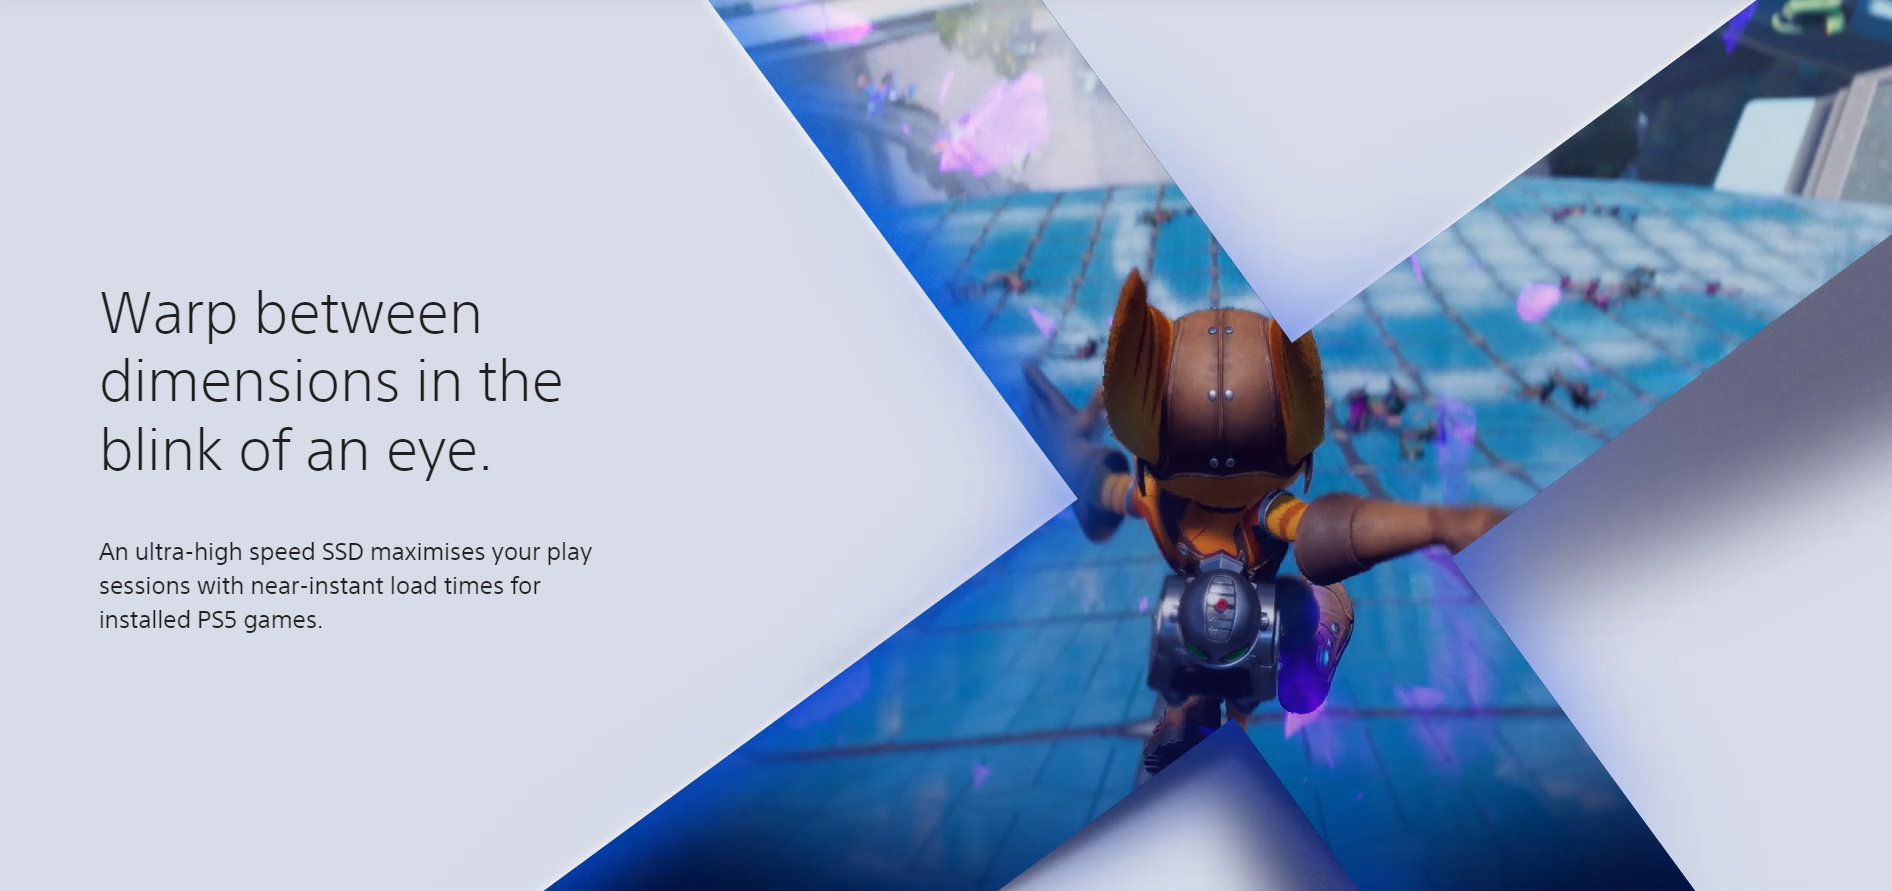 Warp between
dimensions in the
blink of an eye.
An ultra-high speed SSD maximises your play
sessions with near-instant load times for
installed PS5 games.